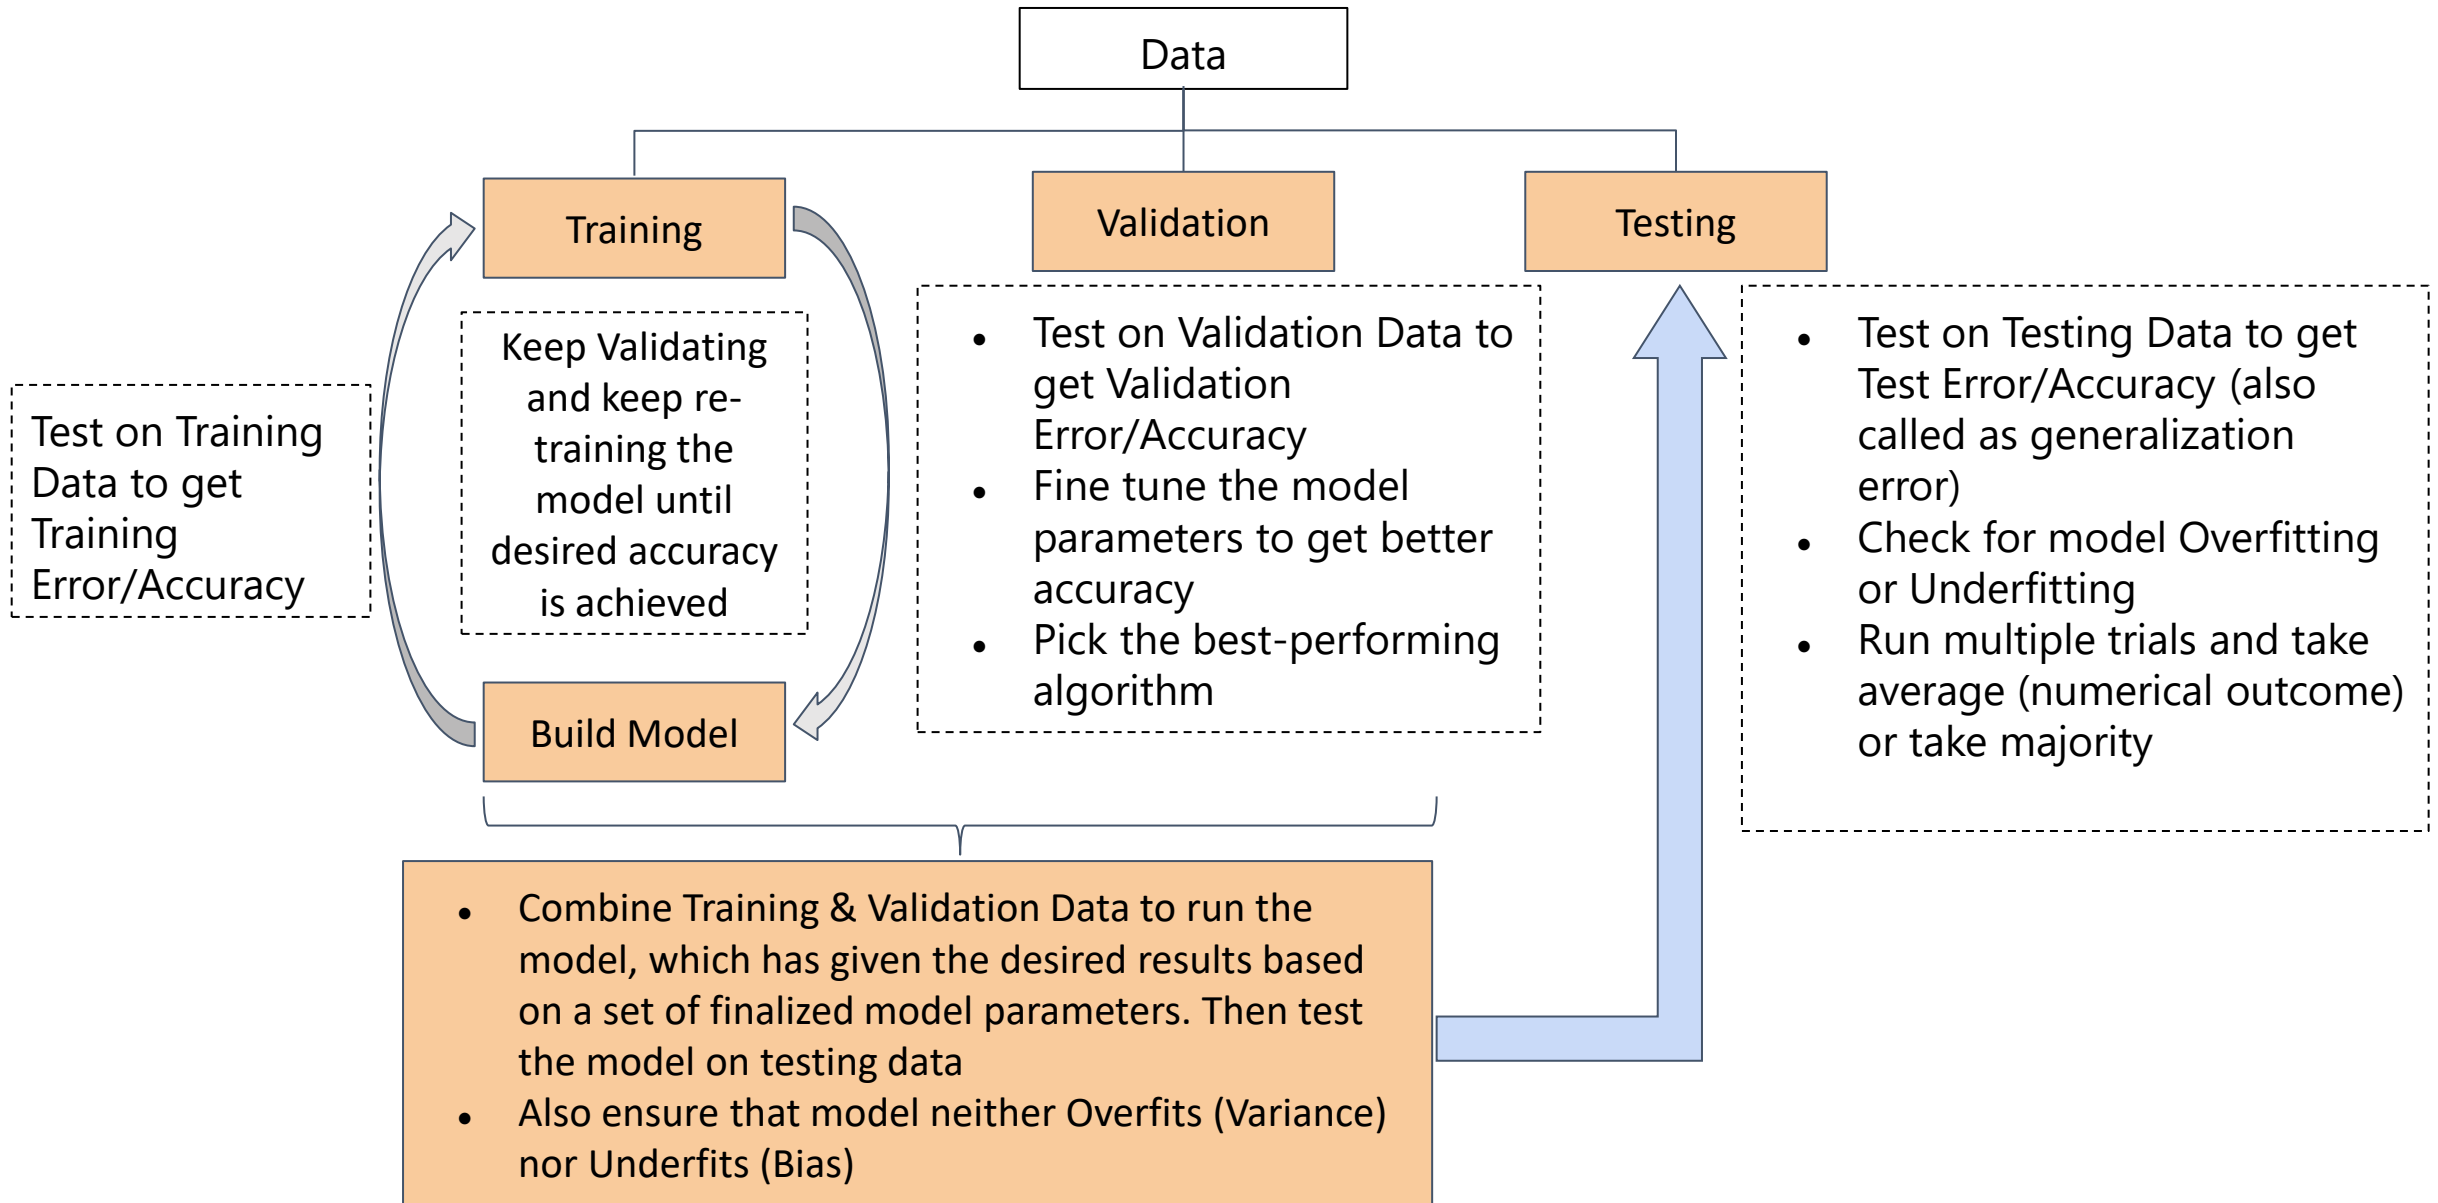 Data
Training
Validation
Testing
Test on Training
Data to get
Training
Error/Accuracy
Keep Validating
and keep re-
training the
model until
desired accuracy
is achieved
Build Model
• Test on Validation Data to
get Validation
Error/Accuracy
• Fine tune the model
parameters to get better
accuracy
• Pick the best-performing
algorithm
• Test on Testing Data to get
Test Error/Accuracy (also
called as generalization
error)
• Check for model Overfitting
or Underfitting
• Run multiple trials and take
average (numerical outcome)
or take majority
• Combine Training & Validation Data to run the
model, which has given the desired results based
on a set of finalized model parameters. Then test
the model on testing data
• Also ensure that model neither Overfits (Variance)
nor Underfits (Bias)